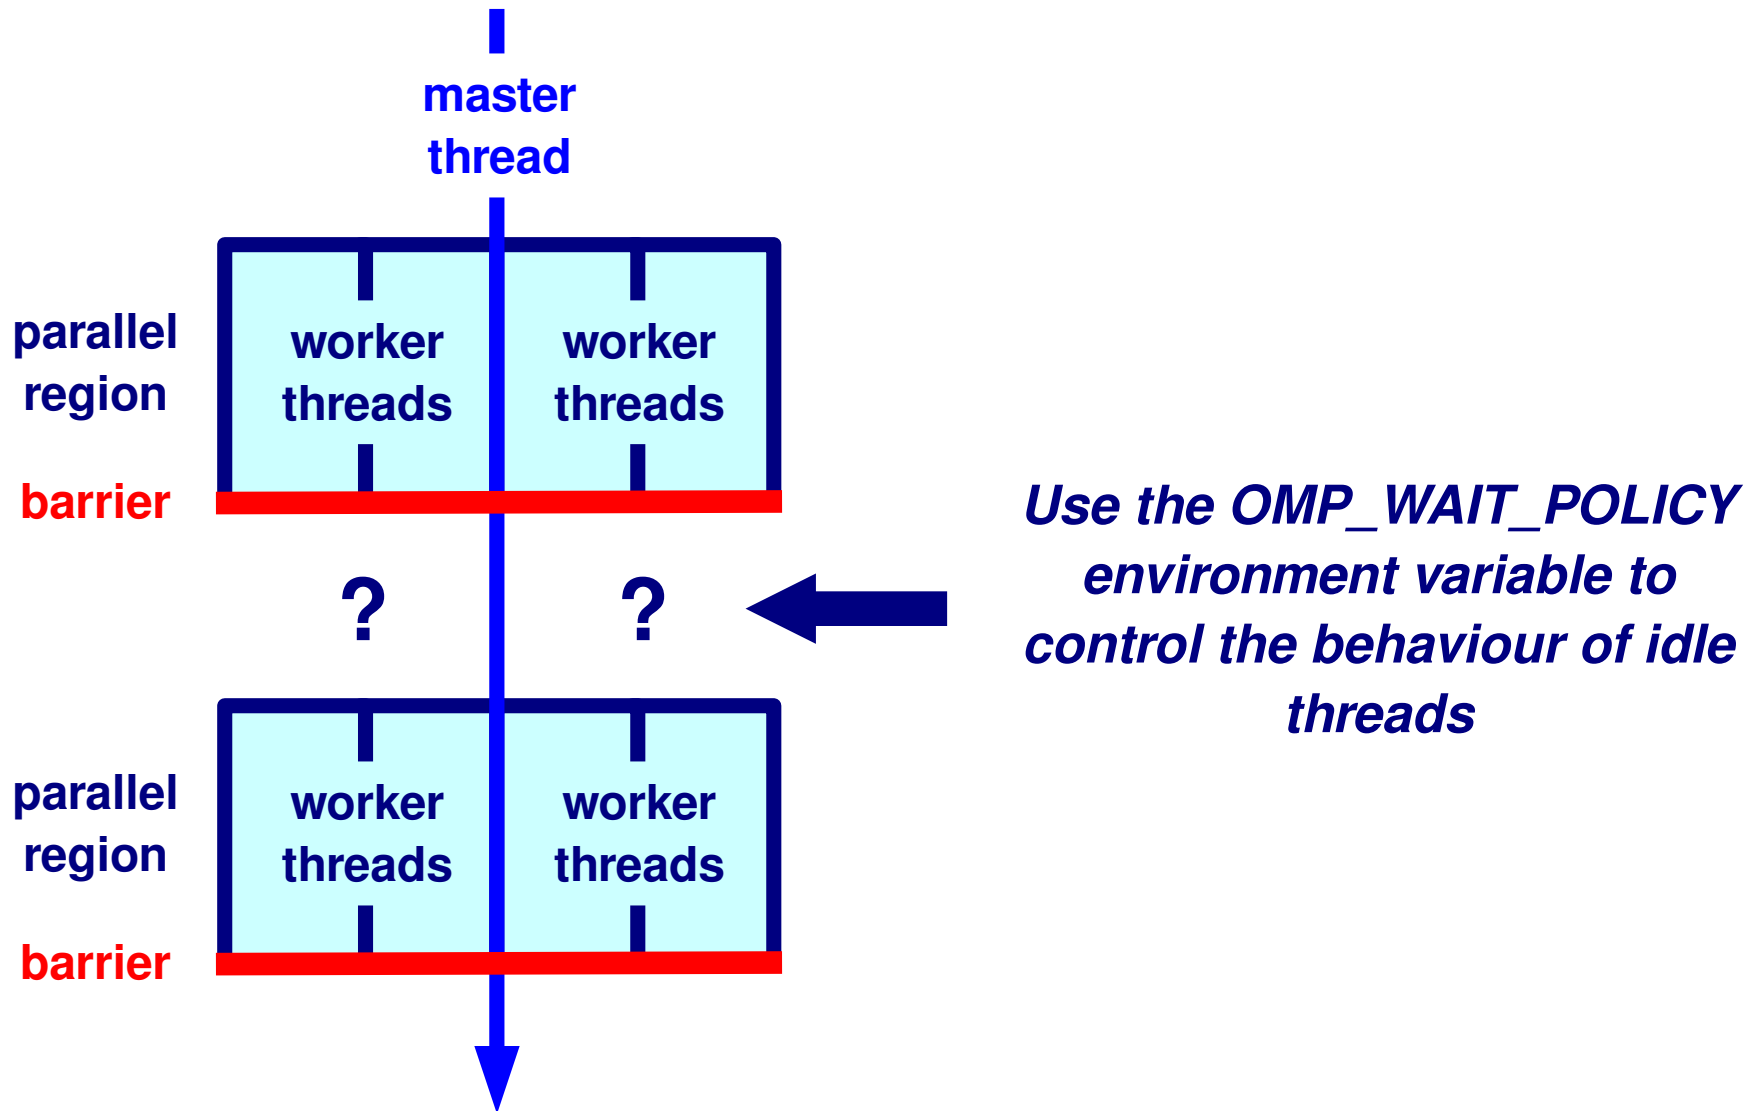 master
thread
parallel
region
worker
threads
worker
threads
barrier
?
?
Use the OMP_WAIT_POLICY
environment variable to
control the behaviour of idle
threads
parallel
region
worker
threads
worker
threads
barrier